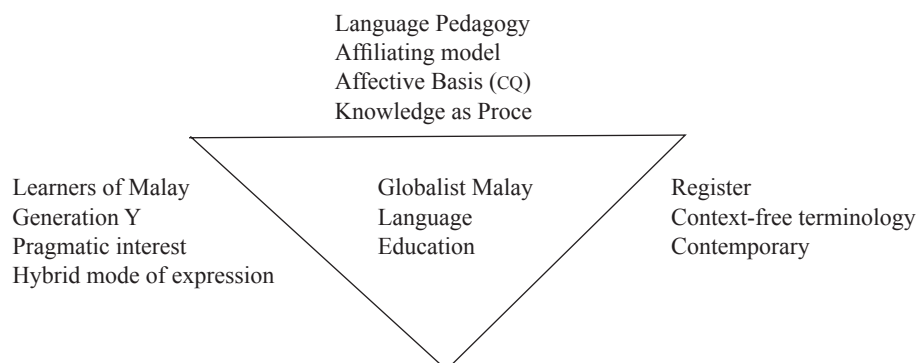 Language Pedagogy
Affiliating model
Affective Basis (CQ)
Knowledge as Proce
Learners of Malay
Generation Y
Pragmatic interest
Hybrid mode of expression
Globalist Malay
Language
Education
Register
Context-free terminology
Contemporary